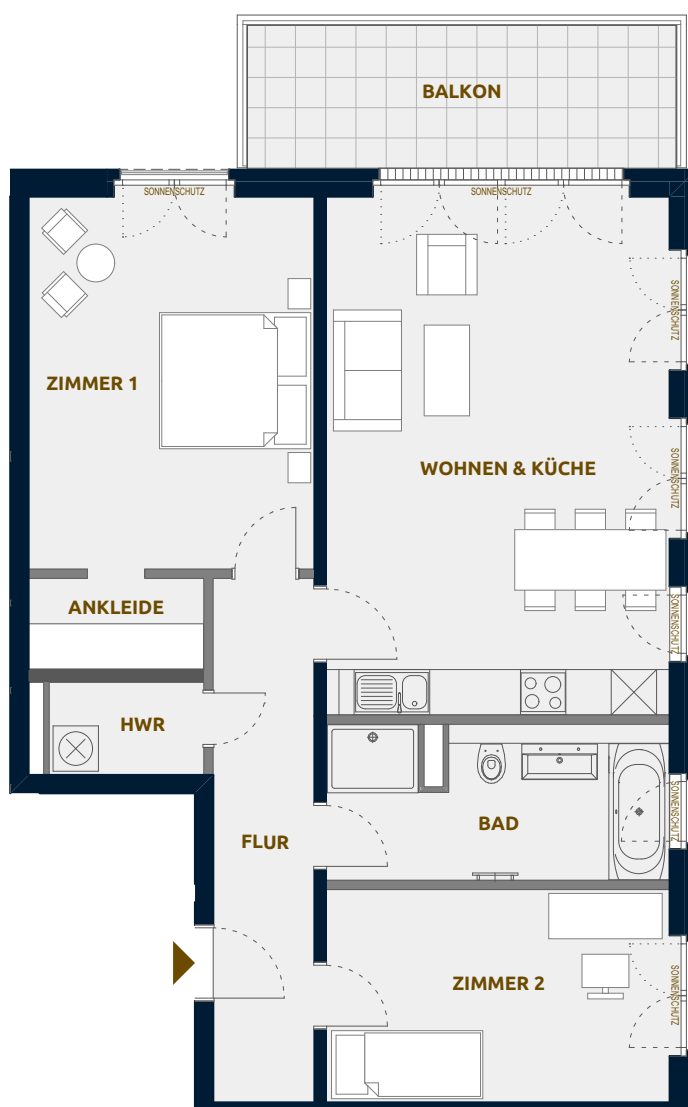 BALKON
SONNENSCHUTZ
SONNENSCHUTZ
SONNENSCHUTZ
ZIMMER 1
WOHNEN & KÜCHE
SONNENSCHUTZ
ANKLEIDE
SONNENSCHUTZ
HWR
BAD
SONNENSCHUTZ
FLUR
ZIMMER 2
SONNENSCHUTZ